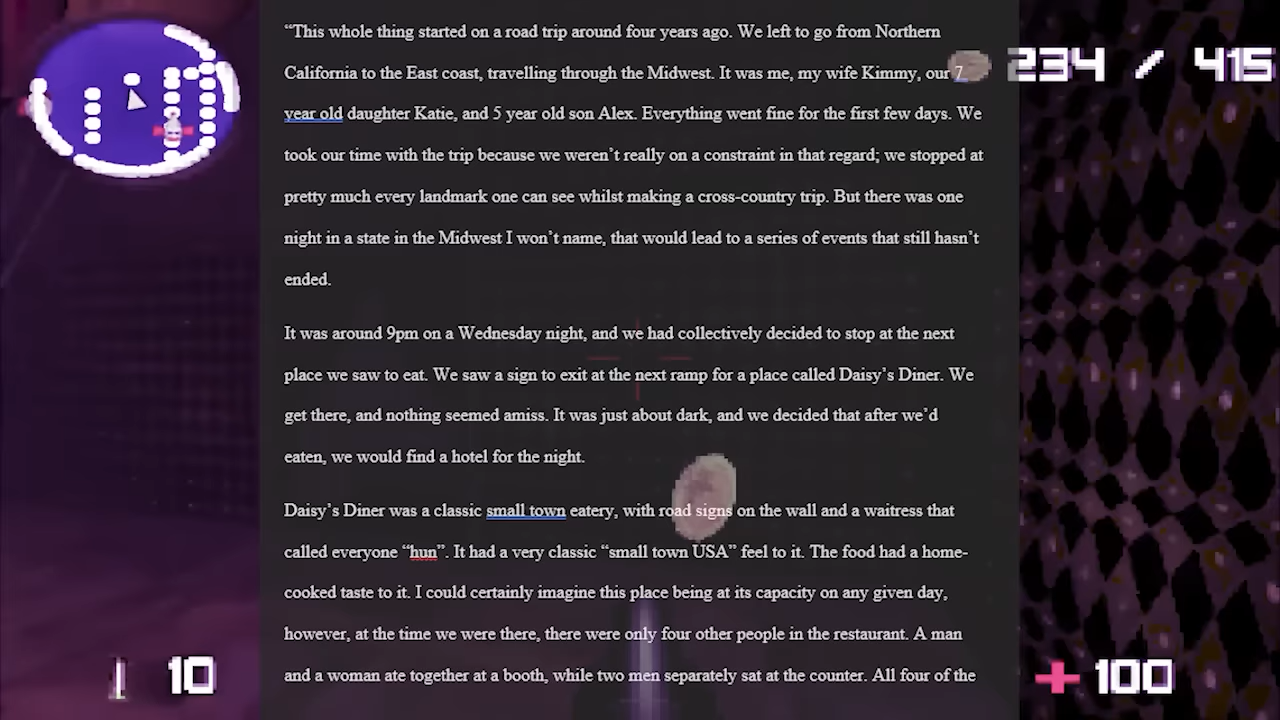 “This whole thing started on a road trip around four years ago. We left to go from Northern
California to the East coast, travelling through the Midwest. It was me, my wife Kimmy, our 7
year old daughter Katie, and 5 year old son Alex. Everything went fine for the first few days. We
took our time with the trip because we weren’t really on a constraint in that regard; we stopped at
pretty much every landmark one can see whilst making a cross-country trip. But there was one
night in a state in the Midwest I won’t name, that would lead to a series of events that still hasn’t
ended.
It was around 9pm on a Wednesday night, and we had collectively decided to stop at the next
place we saw to eat. We saw a sign to exit at the next ramp for a place called Daisy’s Diner. We
get there, and nothing seemed amiss. It was just about dark, and we decided that after we’d
eaten, we would find a hotel for the night.
Daisy’s Diner was a classic small town eatery, with road signs on the wall and a waitress that
called everyone “hun”. It had a very classic “small town USA” feel to it. The food had a home-
cooked taste to it. I could certainly imagine this place being at its capacity on any given day,
however, at the time we were there, there were only four other people in the restaurant. A man
and a woman ate together at a booth, while two men separately sat at the counter. All four of the
234 / 415
10
+100